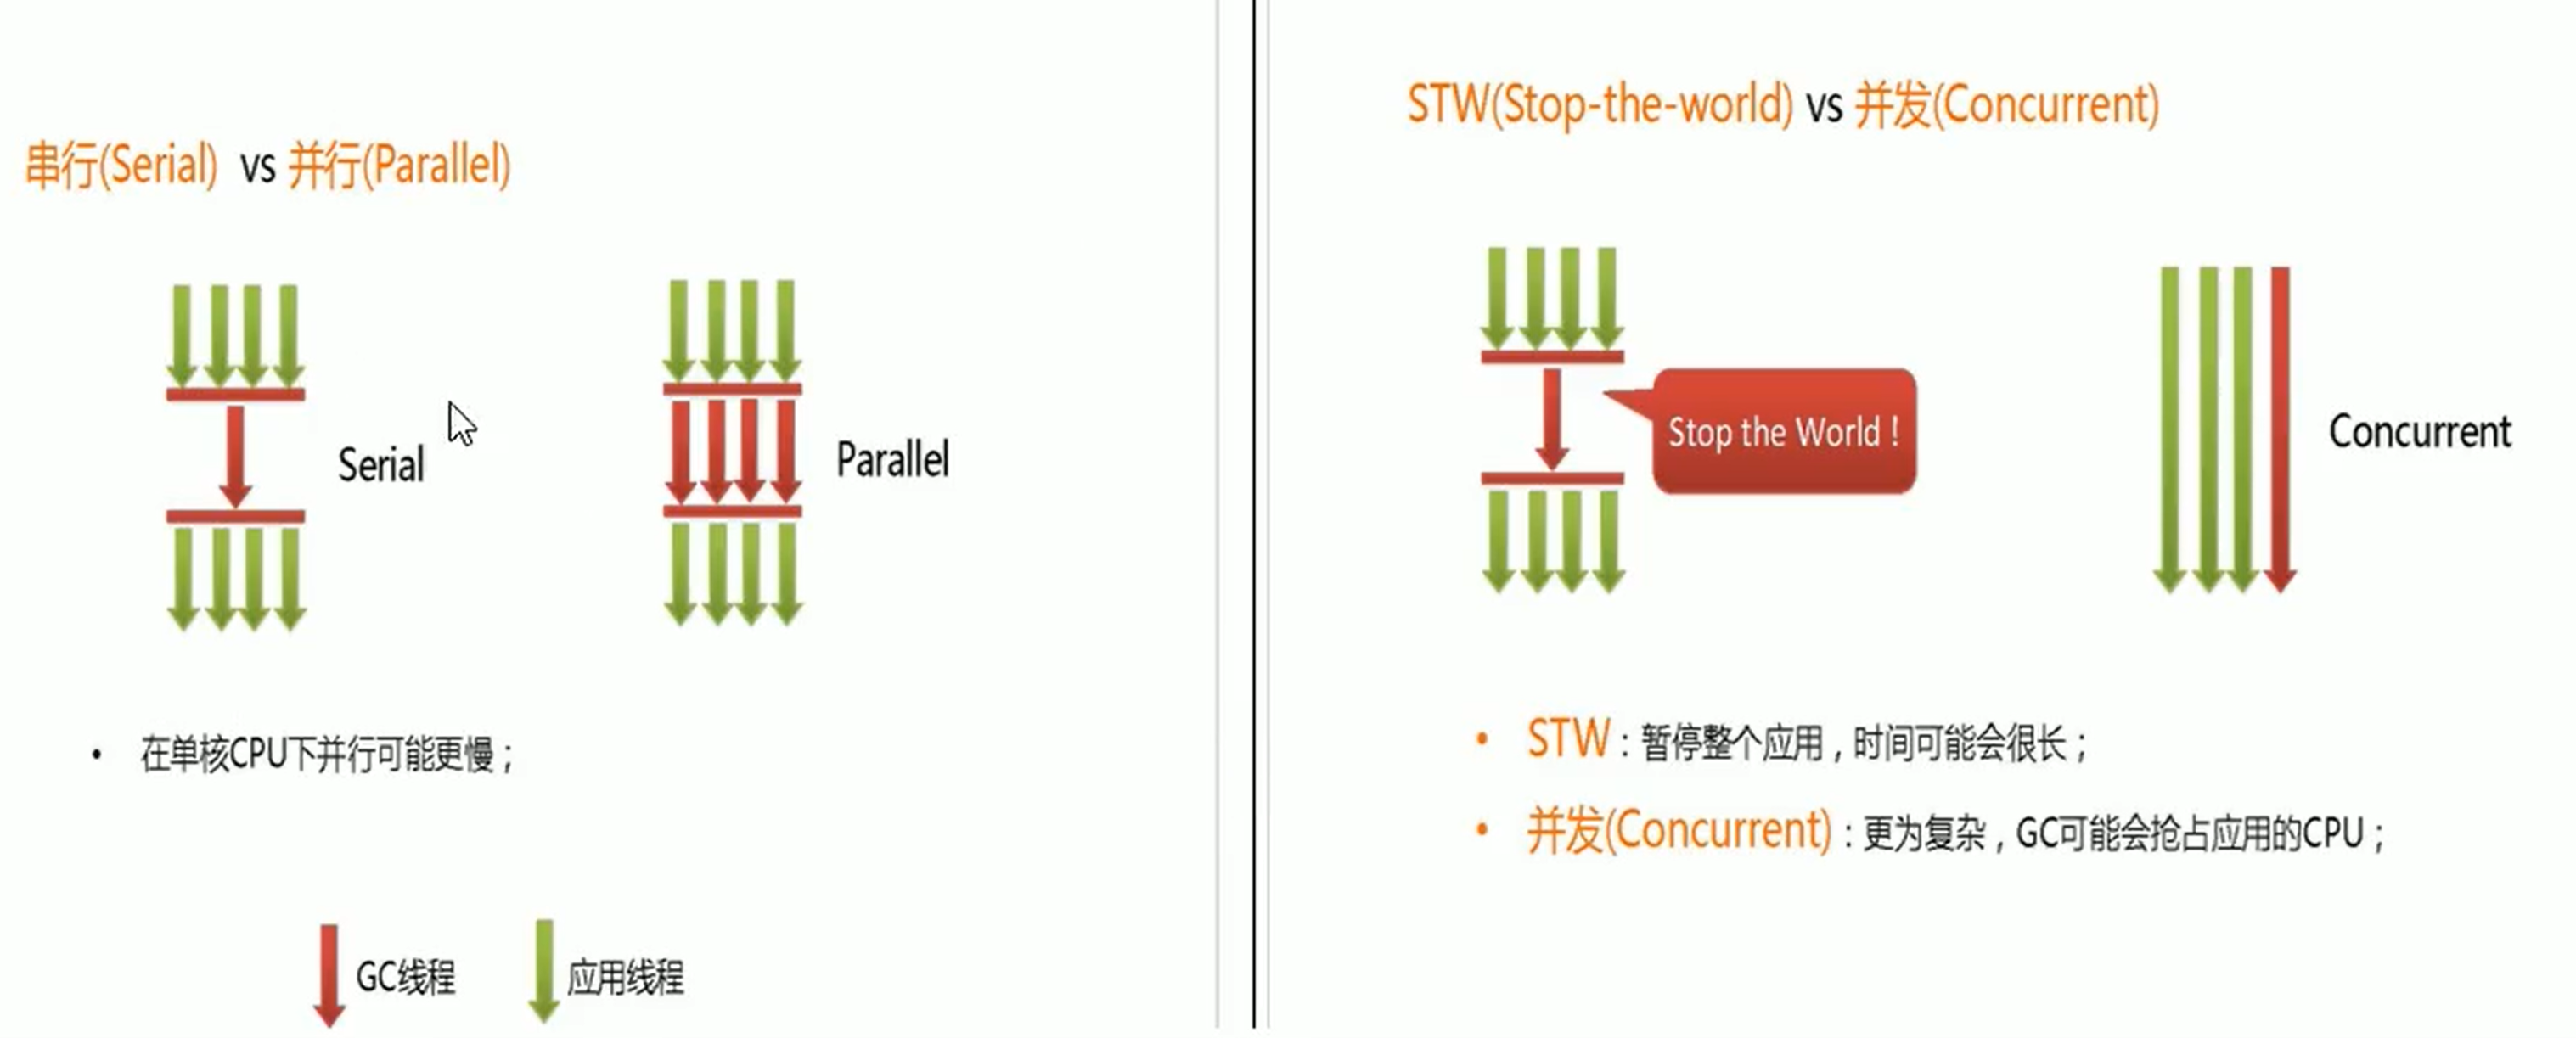 串行(Serial) vs 并行(Parallel)
Serial
Parallel
• 在单核CPU下并行可能更慢；
GC线程
应用线程
STW(Stop-the-world) vs 并发(Concurrent)
Stop the World !
Concurrent
• STW：暂停整个应用，时间可能会很长；
• 并发(Concurrent)：更为复杂，GC可能会抢占应用的CPU；